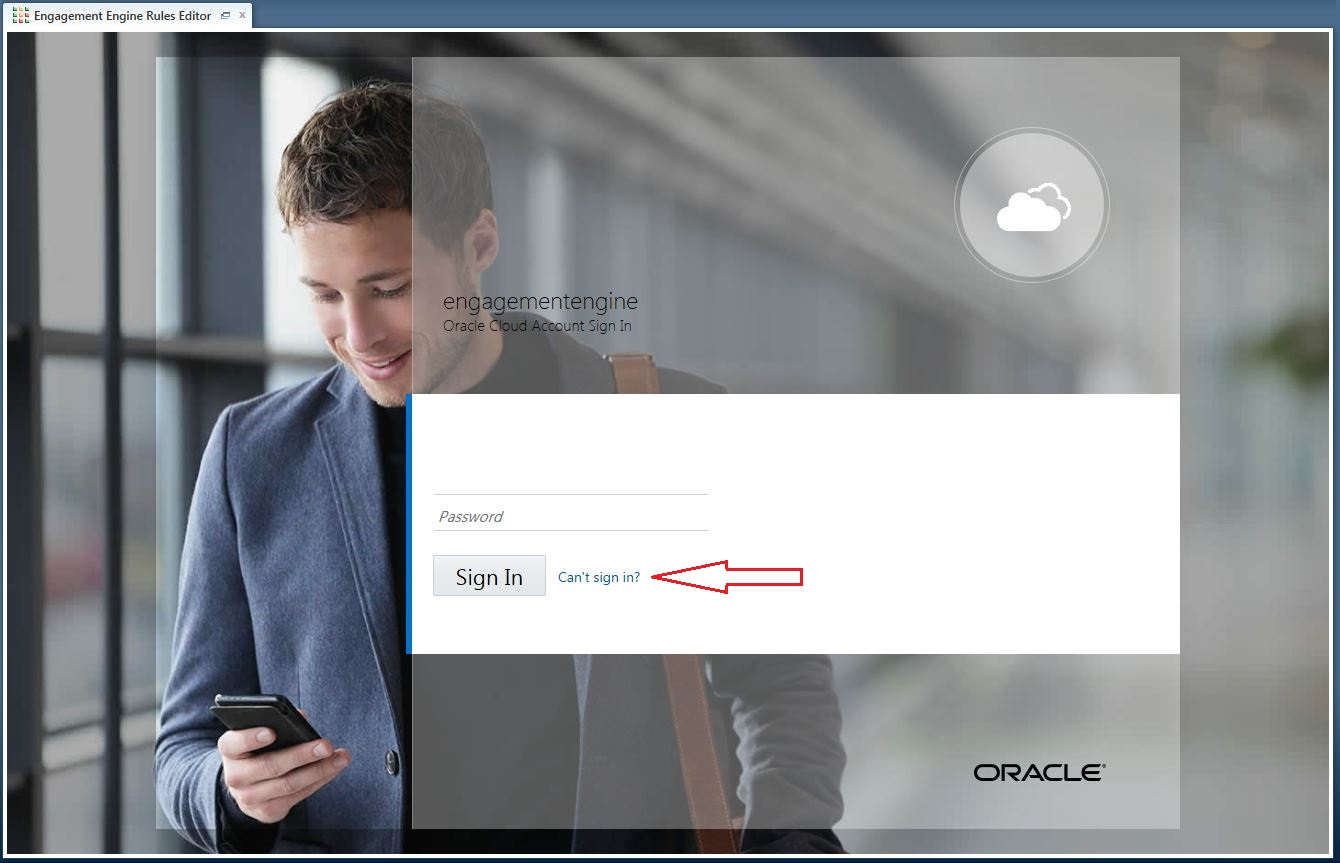 Engagement Engine Rules Editor
engagementengine
Oracle Cloud Account Sign In
Password
Sign In
Can't sign in?
ORACLE®